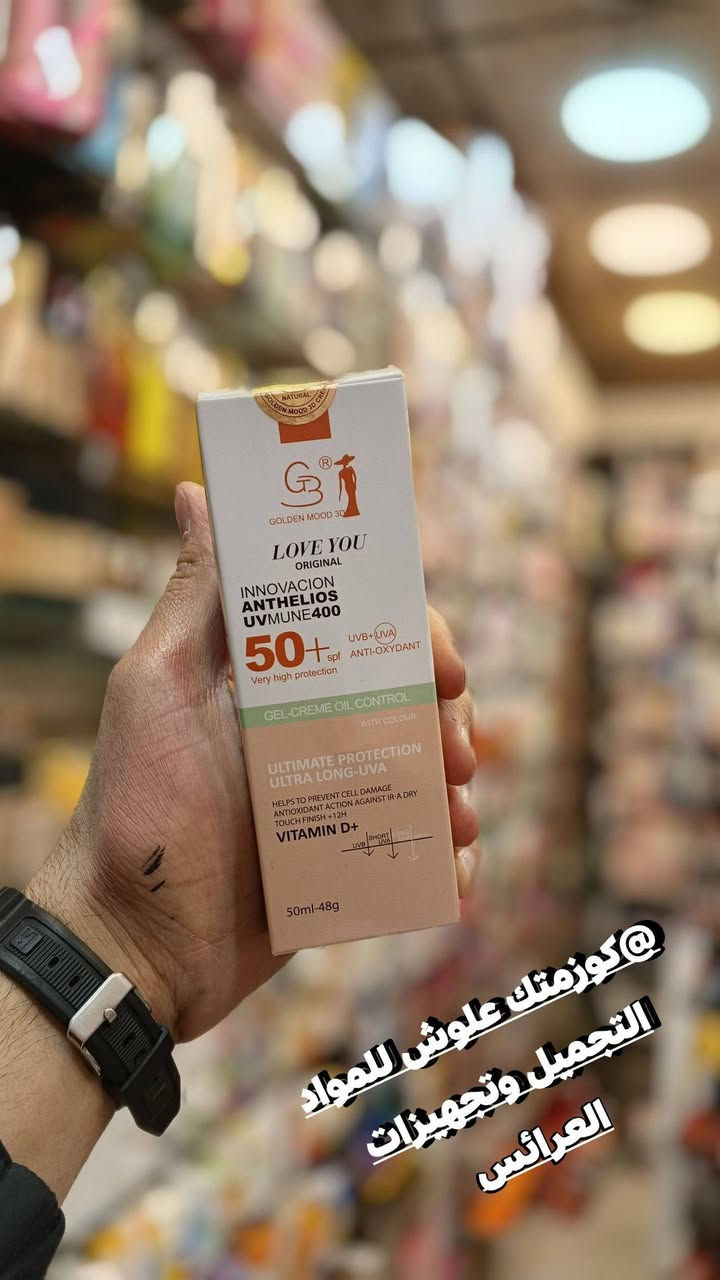 NATURAL
GOLDEN MOOD 3D
GB®
GOLDEN MOOD 3D
LOVE YOU
ORIGINAL
INNOVACION
ANTHELIOS
UVMUNE400
50+ spf
Very high protection
UVB+UVA
ANTI-OXYDANT
GEL-CREME OIL CONTROL
WITH COLOUR
ULTIMATE PROTECTION
ULTRA LONG-UVA
HELPS TO PREVENT CELL DAMAGE
ANTIOXIDANT ACTION AGAINST IR-A DRY
TOUCH FINISH +12H
VITAMIN D+
UVB
SHORT
UVA
50ml-48g
@كوزمتك علوش للمواد
التجميل وتجهيزات
العرائس